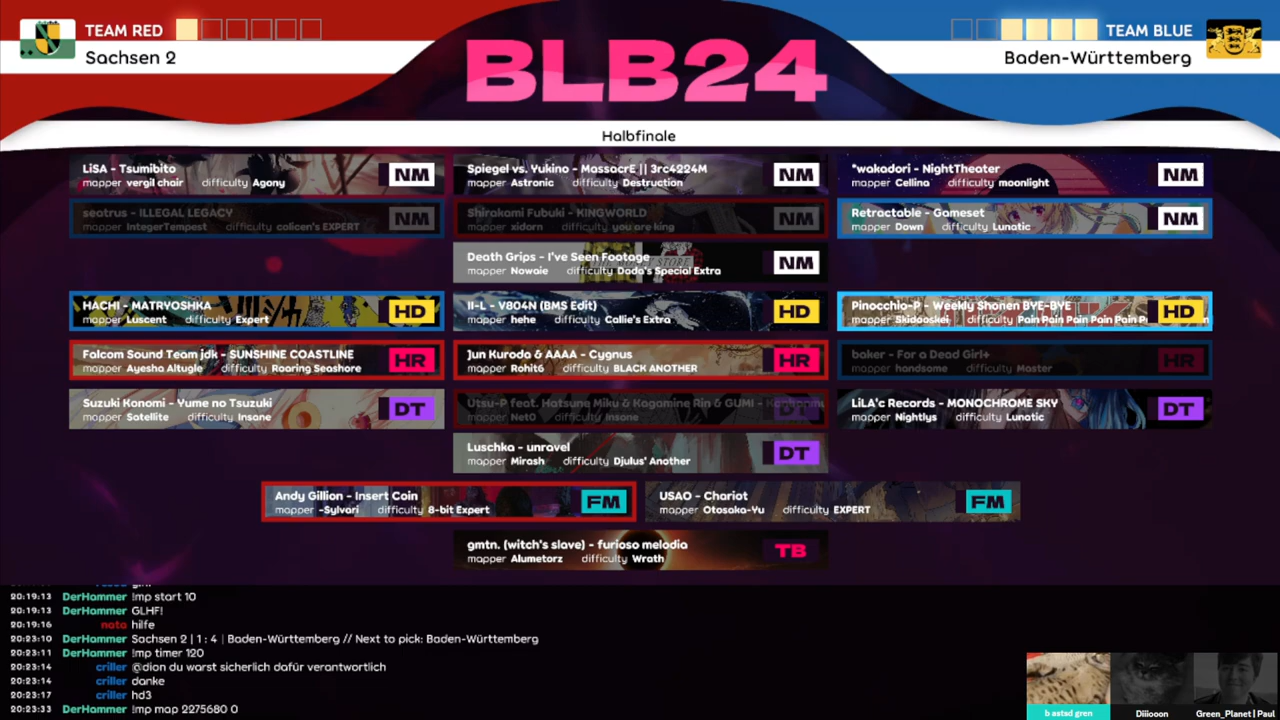 TEAM RED
TEAM BLUE
Sachsen 2
BLB24
Baden-Württemberg
Halbfinale
LiSA - Tsumibito
mapper vergil chair difficulty Agony
NM
Spiegel vs. Yukino - MassacrE || 3rc4224M
mapper Astronic difficulty Destruction
NM
*wakadori - NightTheater
mapper Cellina difficulty moonlight
NM
seatrus - ILLEGAL LEGACY
mapper IntegerTempest difficulty colicen's EXPERT
NM
Shirakami Fubuki - KINGWORLD
mapper xidorn difficulty you are king
NM
Retractable - Gameset
mapper Down difficulty Lunatic
NM
Death Grips - I've Seen Footage
mapper Nowaie difficulty Dada's Special Extra
NM
HACHI - MATRYOSHKA
mapper Luscent difficulty Expert
HD
II-L - V804N (BMS Edit)
mapper hehe difficulty Callie's Extra
HD
Pinocchio-P - Weekly Shonen BYE-BYE
mapper Skidooskei difficulty Pain Pain Pain Pain Pain P
HD
Falcom Sound Team jdk - SUNSHINE COASTLINE
mapper Ayesha Altugle difficulty Roaring Seashore
HR
Jun Kuroda & AAAA - Cygnus
mapper Rohit6 difficulty BLACK ANOTHER
HR
baker - For a Dead Girl+
mapper handsome difficulty Master
HR
Suzuki Konomi - Yume no Tsuzuki
mapper Satellite difficulty Insane
DT
Utsu-P feat. Hatsune Miku & Kagamine Rin & GUMI -
mapper Net0 difficulty Insane
DT
LiLA'c Records - MONOCHROME SKY
mapper Nightlys difficulty Lunatic
DT
Luschka - unravel
mapper Mirash difficulty Djulus' Another
DT
Andy Gillion - Insert Coin
mapper -Sylvari difficulty 8-bit Expert
FM
USAO - Chariot
mapper Otosaka-Yu difficulty EXPERT
FM
gmtn. (witch's slave) - furioso melodia
mapper Alumetorz difficulty Wrath
TB
20:19:13 DerHammer !mp start 10
20:19:13 DerHammer GLHF!
20:19:16 nata hilfe
20:23:10 DerHammer Sachsen 2 | 1 : 4 | Baden-Württemberg // Next to pick: Baden-Württemberg
20:23:11 DerHammer !mp timer 120
20:23:14 criller @dion du warst sicherlich dafür verantwortlich
20:23:14 criller danke
20:23:17 criller hd3
20:23:33 DerHammer !mp map 2275680 0
b astsd gren
Diiiooon
Green_Planet | Paul